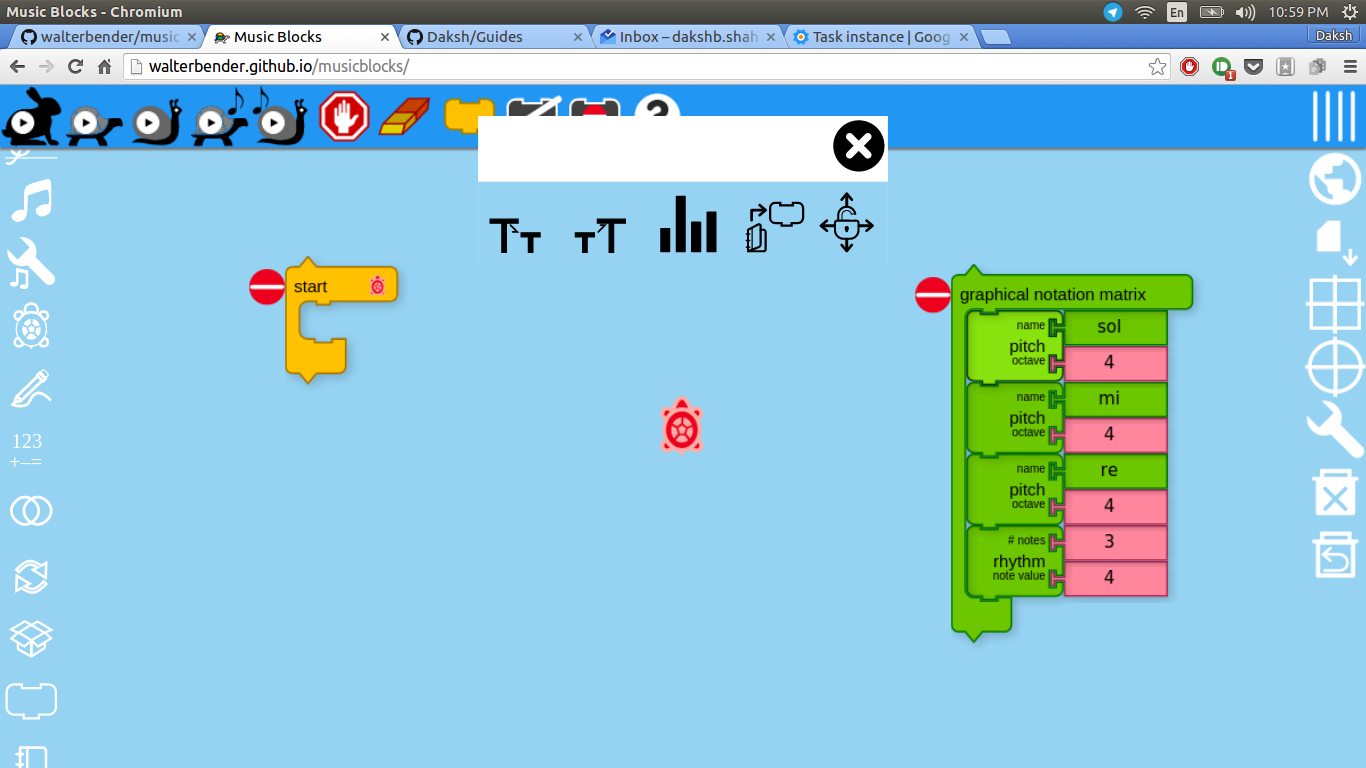 Music Blocks - Chromium
En
10:59 PM
walterbender/music
Music Blocks
Daksh/Guides
Inbox – dakshb.shah
Task instance | Goog
Daksh
walterbender.github.io/musicblocks/
1
?
T T
T T
start
graphical notation matrix
name
sol
pitch
octave
4
name
mi
pitch
octave
4
name
re
pitch
octave
4
# notes
3
rhythm
note value
4
123
+–=